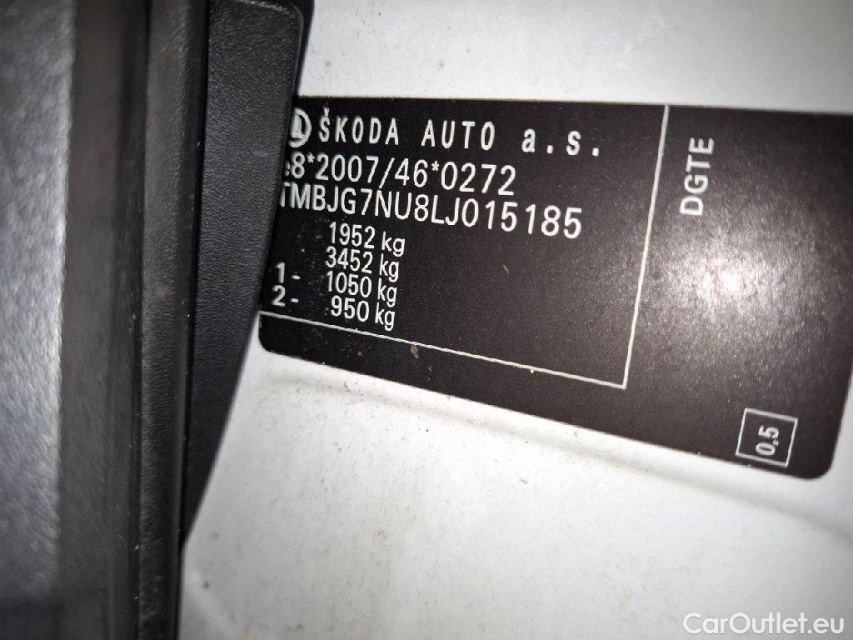 ŠKODA AUTO a.s.
e8*2007/46*0272
TMBJG7NU8LJ015185
1952 kg
3452 kg
1- 1050 kg
2- 950 kg
DGTE
0.5
CarOutlet.eu